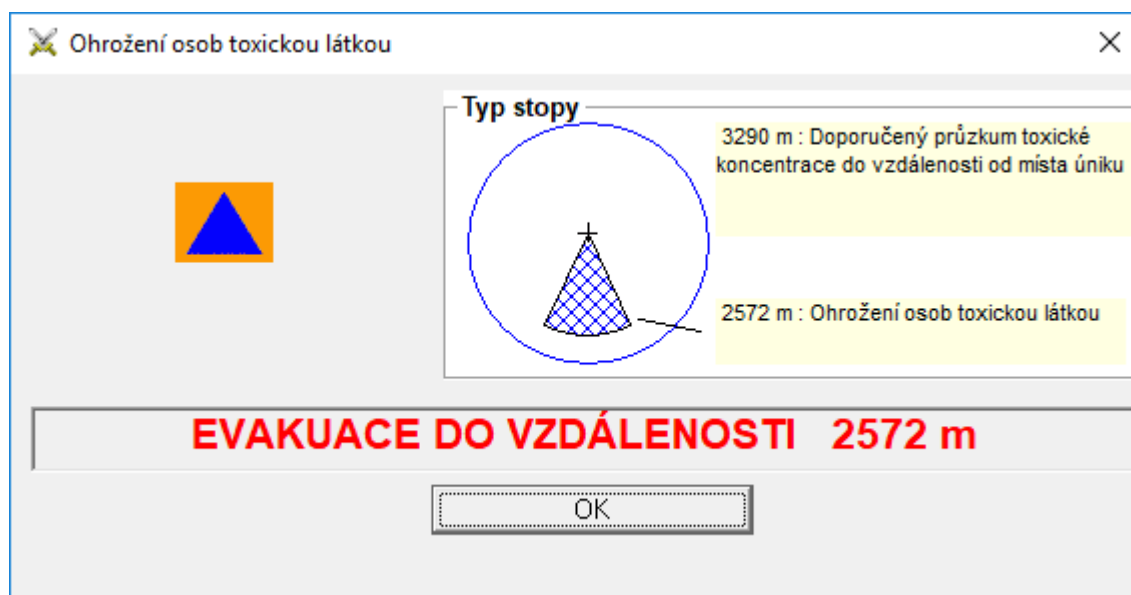 Ohrožení osob toxickou látkou
Typ stopy
3290 m : Doporučený průzkum toxické
koncentrace do vzdálenosti od místa úniku
2572 m : Ohrožení osob toxickou látkou
EVAKUACE DO VZDÁLENOSTI 2572 m
OK